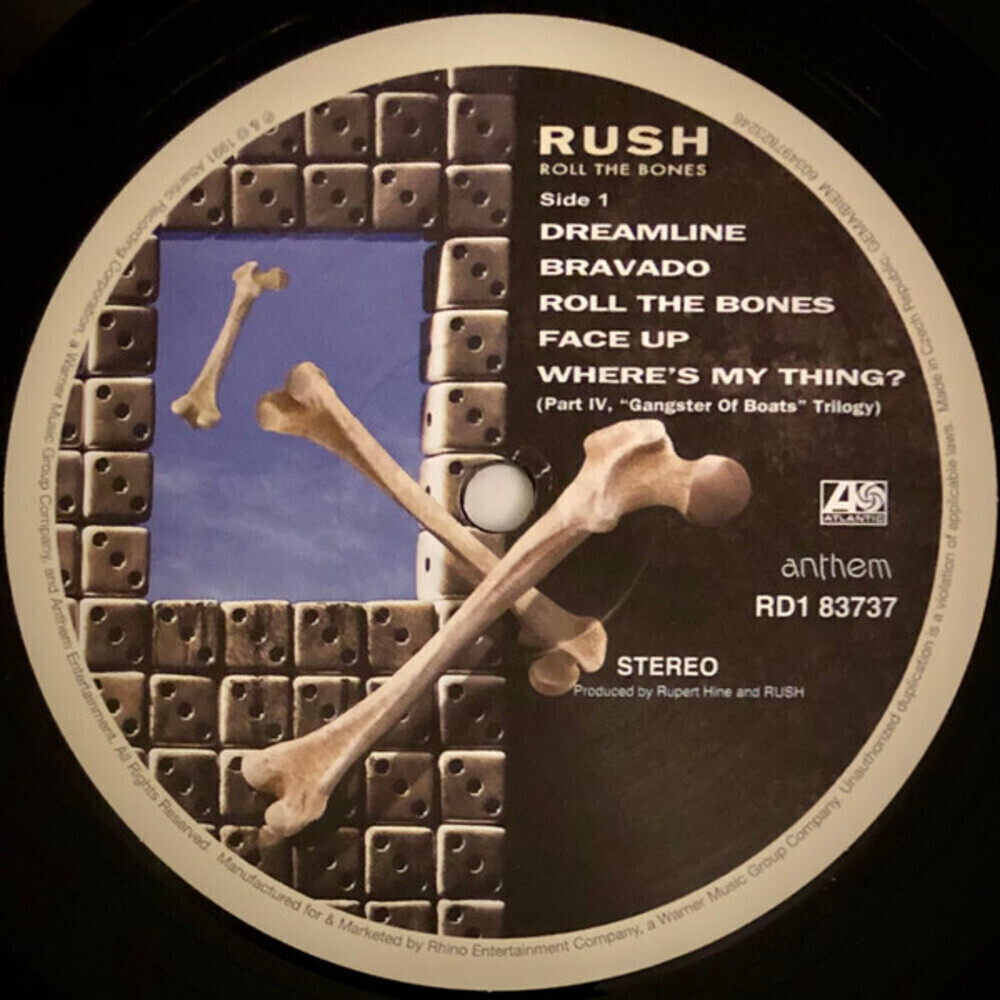 RUSH
ROLL THE BONES
Side 1
DREAMLINE
BRAVADO
ROLL THE BONES
FACE UP
WHERE'S MY THING?
(Part IV, "Gangster Of Boats" Trilogy)
ATLANTIC
anthem
RD1 83737
STEREO
Produced by Rupert Hine and RUSH
℗ & © 1991 Atlantic Recording Corporation, a Warner Music Group Company, and Anthem Entertainment. All Rights Reserved. Manufactured for & Marketed by Rhino Entertainment Company, a Warner Music Group Company. Unauthorized duplication is a violation of applicable laws. Made in Czech Republic. GEMA/BIEM